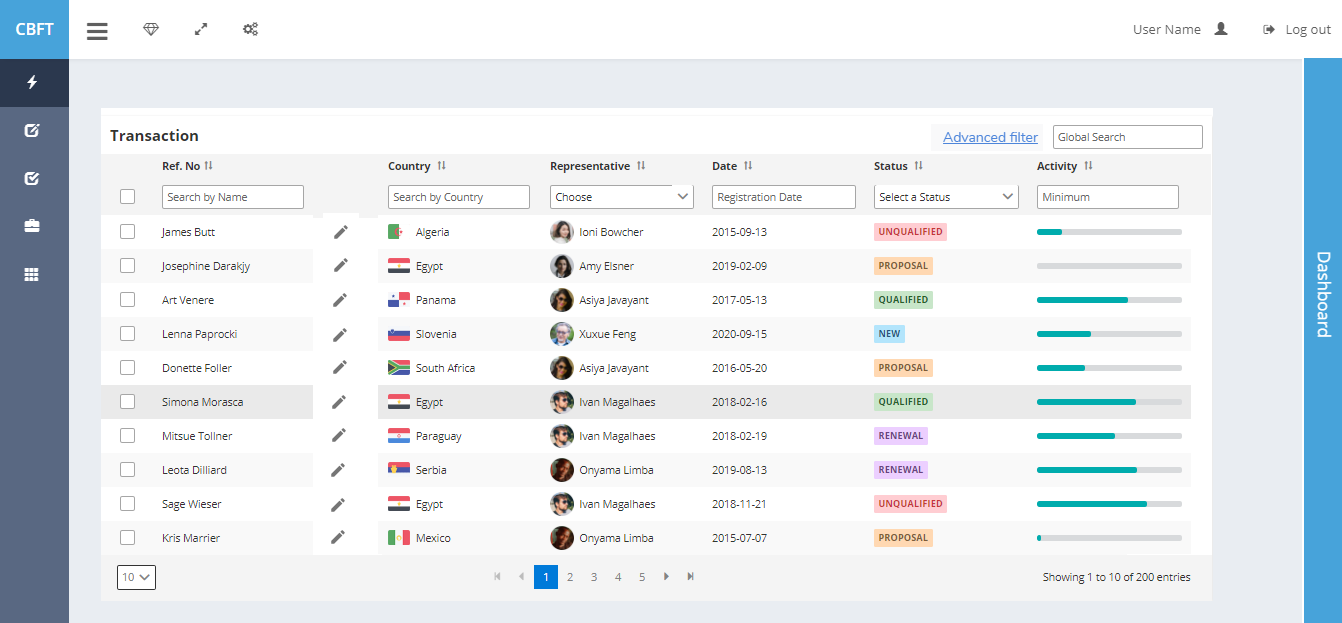 CBFT
User Name
Log out
Transaction
Advanced filter
Global Search
Ref. No Country Representative Date Status Activity
Search by Name Search by Country Choose Registration Date Select a Status Minimum
James Butt Algeria Ioni Bowcher 2015-09-13 UNQUALIFIED
Josephine Darakjy Egypt Amy Elsner 2019-02-09 PROPOSAL
Art Venere Panama Asiya Javayant 2017-05-13 QUALIFIED
Lenna Paprocki Slovenia Xuxue Feng 2020-09-15 NEW
Donette Foller South Africa Asiya Javayant 2016-05-20 PROPOSAL
Simona Morasca Egypt Ivan Magalhaes 2018-02-16 QUALIFIED
Mitsue Tollner Paraguay Ivan Magalhaes 2018-02-19 RENEWAL
Leota Dilliard Serbia Onyama Limba 2019-08-13 RENEWAL
Sage Wieser Egypt Ivan Magalhaes 2018-11-21 UNQUALIFIED
Kris Marrier Mexico Onyama Limba 2015-07-07 PROPOSAL
10 1 2 3 4 5 Showing 1 to 10 of 200 entries
Dashboard